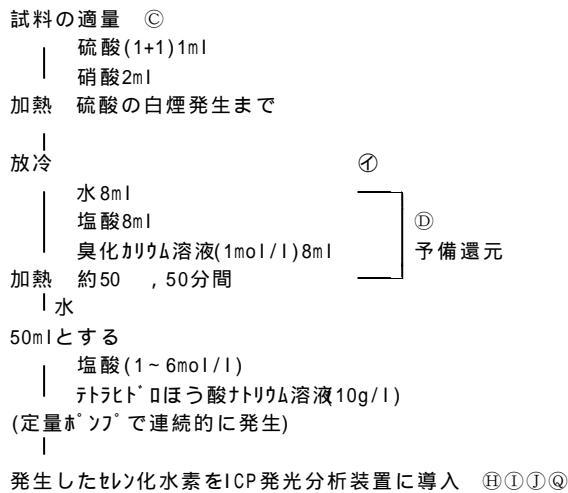 試料の適量　Ⓒ
硫酸(1+1)1ml
硝酸2ml
加熱　硫酸の白煙発生まで
放冷　㋑
水8ml
塩酸8ml　Ⓓ
臭化ｶﾘｳﾑ溶液(1mol/l)8ml　予備還元
加熱　約50　,50分間
水
50mlとする
塩酸(1~6mol/l)
ﾃﾄﾗﾋﾄﾞﾛほう酸ﾅﾄﾘｳﾑ溶液(10g/l)
(定量ﾎﾟﾝﾌﾟで連続的に発生)
発生したｾﾚﾝ化水素をICP発光分析装置に導入　ⒽⒾⒿⓆ